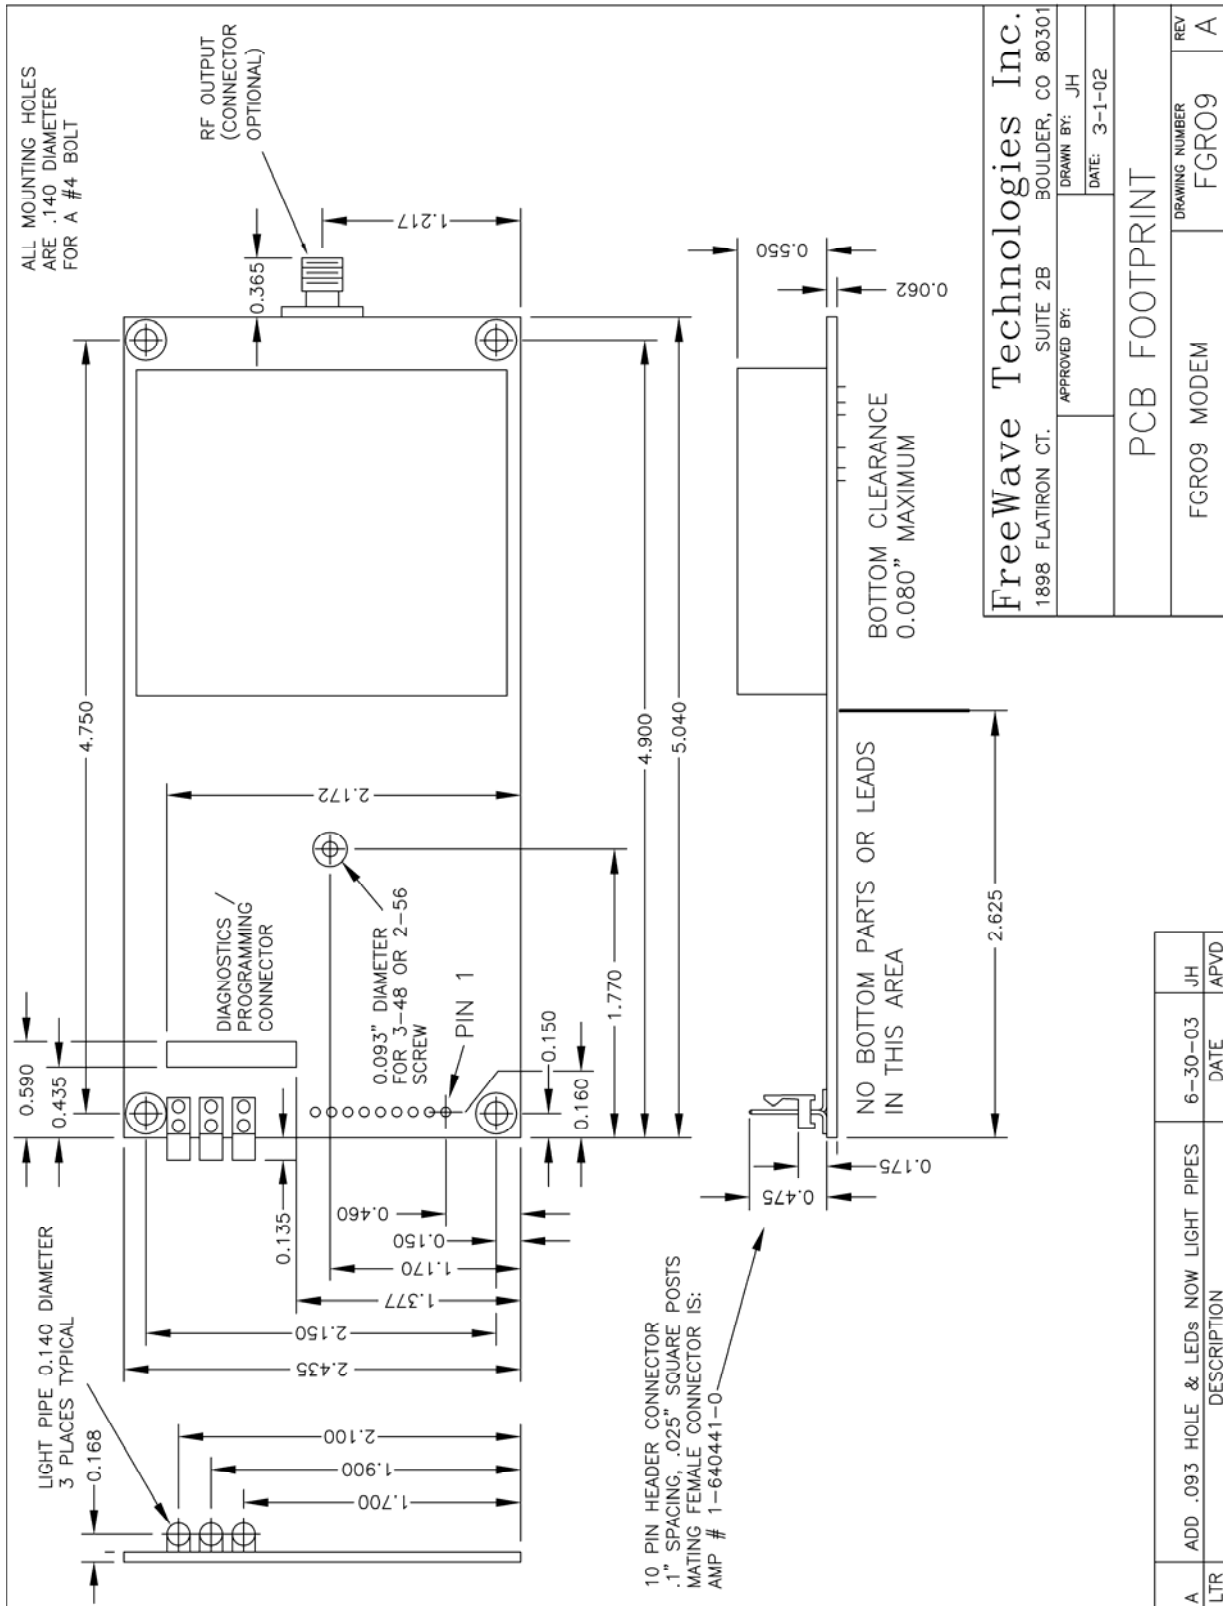 ALL MOUNTING HOLES
ARE .140 DIAMETER
FOR A #4 BOLT
RF OUTPUT
(CONNECTOR
OPTIONAL)
0.365
1.217
4.750
2.172
4.900
5.040
0.590
0.435
DIAGNOSTICS /
PROGRAMMING
CONNECTOR
0.093" DIAMETER
FOR 3-48 OR 2-56
SCREW
PIN 1
1.770
0.150
0.160
LIGHT PIPE 0.140 DIAMETER
3 PLACES TYPICAL
0.168
0.135
0.460
0.150
1.170
1.377
2.150
2.435
2.100
1.900
1.700
0.550
0.062
BOTTOM CLEARANCE
0.080" MAXIMUM
NO BOTTOM PARTS OR LEADS
IN THIS AREA
2.625
0.175
0.475
10 PIN HEADER CONNECTOR
.1" SPACING, .025" SQUARE POSTS
MATING FEMALE CONNECTOR IS:
AMP # 1-640441-0
FreeWave Technologies Inc.
1898 FLATIRON CT. SUITE 2B BOULDER, CO 80301
APPROVED BY:
DRAWN BY: JH
DATE: 3-1-02
PCB FOOTPRINT
FGRO9 MODEM
DRAWING NUMBER
FGRO9
REV
A
A ADD .093 HOLE & LEDs NOW LIGHT PIPES 6-30-03 JH
LTR DESCRIPTION DATE APVD